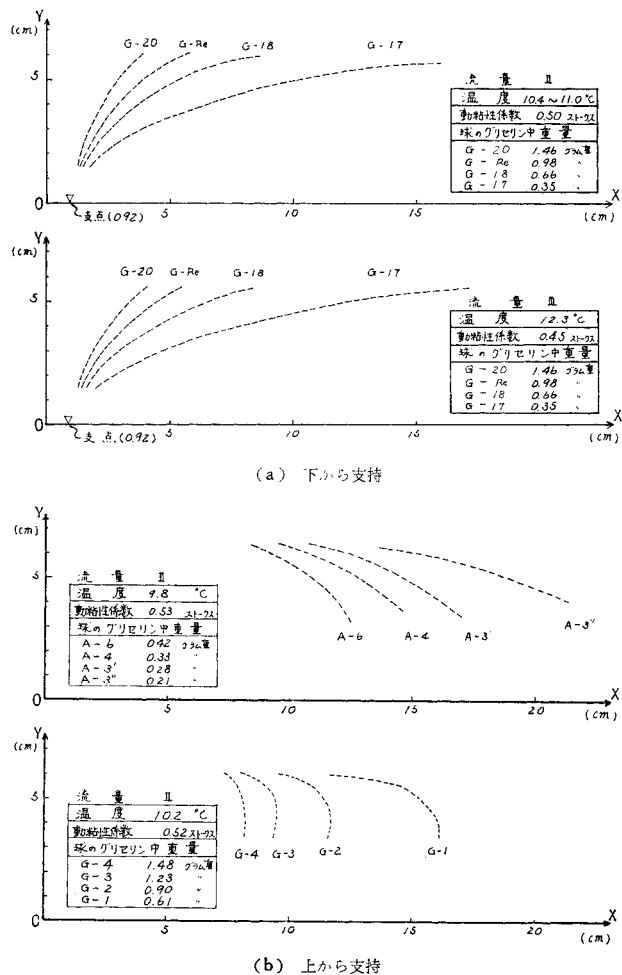 Y
(cm)
G-20 G-Re G-18 G-17
5
流量 Ⅱ
温度 10.4~11.0℃
動粘性係数 0.50 ストークス
球のグリセリン中重量
G-20 1.46 グラム重
G-Re 0.98 〃
G-18 0.66 〃
G-17 0.35 〃
0
支点(0.92)
5 10 15 X
(cm)
Y
(cm)
G-20 G-Re G-18 G-17
5
流量 Ⅲ
温度 12.3℃
動粘性係数 0.45 ストークス
球のグリセリン中重量
G-20 1.46 グラム重
G-Re 0.98 〃
G-18 0.66 〃
G-17 0.35 〃
0
支点(0.92)
5 10 15 X
(cm)
(a) 下から支持
Y
(cm)
5
流量 Ⅱ
温度 9.8 ℃
動粘性係数 0.53 ストークス
球のグリセリン中重量
A-6 0.42 グラム重
A-4 0.33 〃
A-3' 0.28 〃
A-3" 0.21 〃
A-6 A-4 A-3' A-3"
0 10 15 20 X
(cm)
Y
(cm)
5
流量 Ⅱ
温度 10.2 ℃
動粘性係数 0.52 ストークス
球のグリセリン中重量
G-4 1.48 グラム重
G-3 1.23 〃
G-2 0.90 〃
G-1 0.61 〃
G-4 G-3 G-2 G-1
0 5 10 15 20 X
(cm)
(b) 上から支持